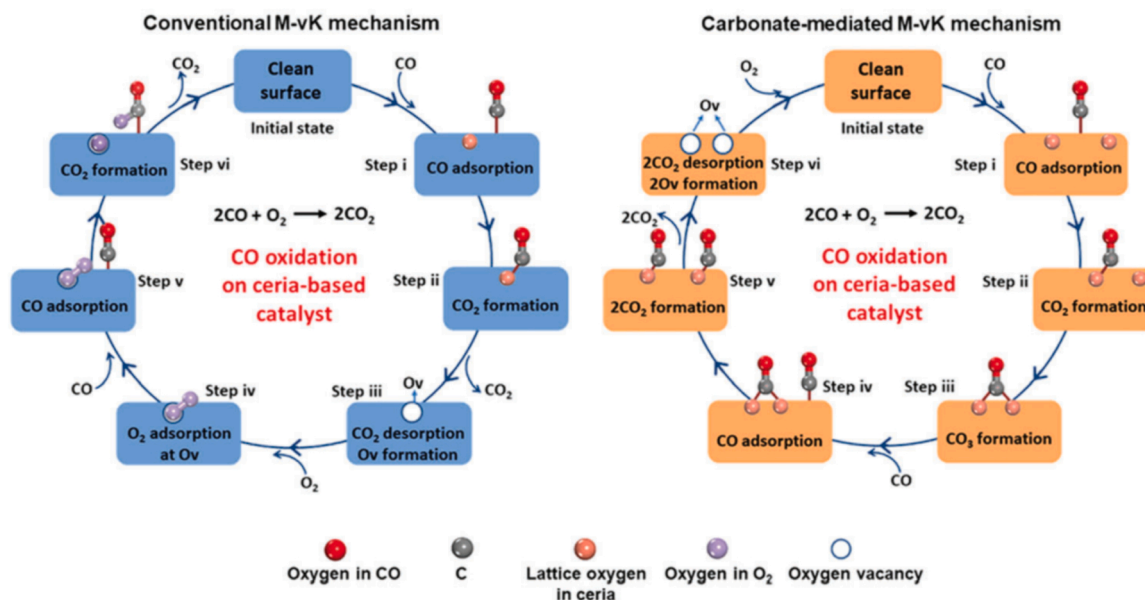 Conventional M-vK mechanism
CO₂
CO
Clean
surface
Initial state
CO₂ formation
Step vi
Step i
CO adsorption
2CO + O₂ → 2CO₂
CO oxidation
on ceria-based
catalyst
CO adsorption
Step v
Step ii
CO₂ formation
CO
Step iv
Step iii
Ov
CO₂
O₂ adsorption
at Ov
CO₂ desorption
Ov formation
O₂
Carbonate-mediated M-vK mechanism
O₂
CO
Ov
Clean
surface
Initial state
2CO₂ desorption
2Ov formation
Step vi
Step i
CO adsorption
2CO₂
2CO + O₂ → 2CO₂
CO oxidation
on ceria-based
catalyst
2CO₂ formation
Step v
Step ii
CO₂ formation
Step iv
Step iii
CO adsorption
CO₃ formation
CO
Oxygen in CO
C
Lattice oxygen
in ceria
Oxygen in O₂
Oxygen vacancy